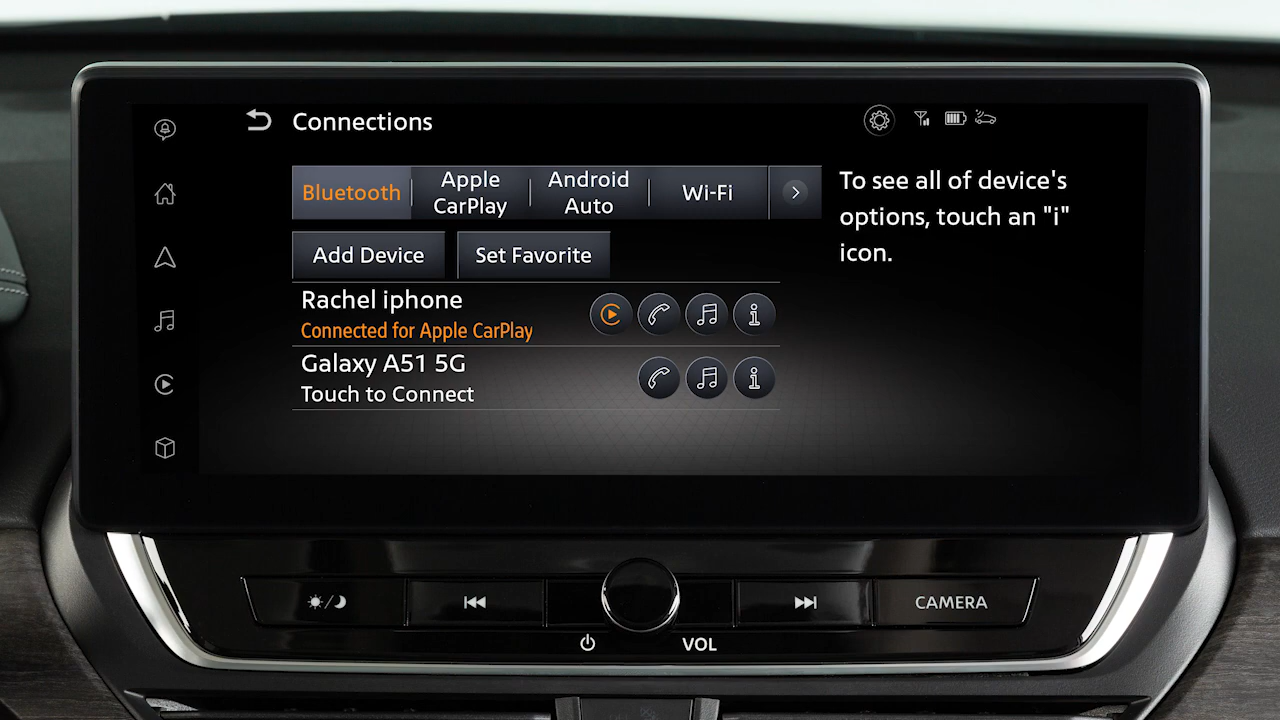 Connections
Bluetooth
Apple
CarPlay
Android
Auto
Wi-Fi
To see all of device's
options, touch an "i"
icon.
Add Device
Set Favorite
Rachel iphone
Connected for Apple CarPlay
Galaxy A51 5G
Touch to Connect
CAMERA
VOL